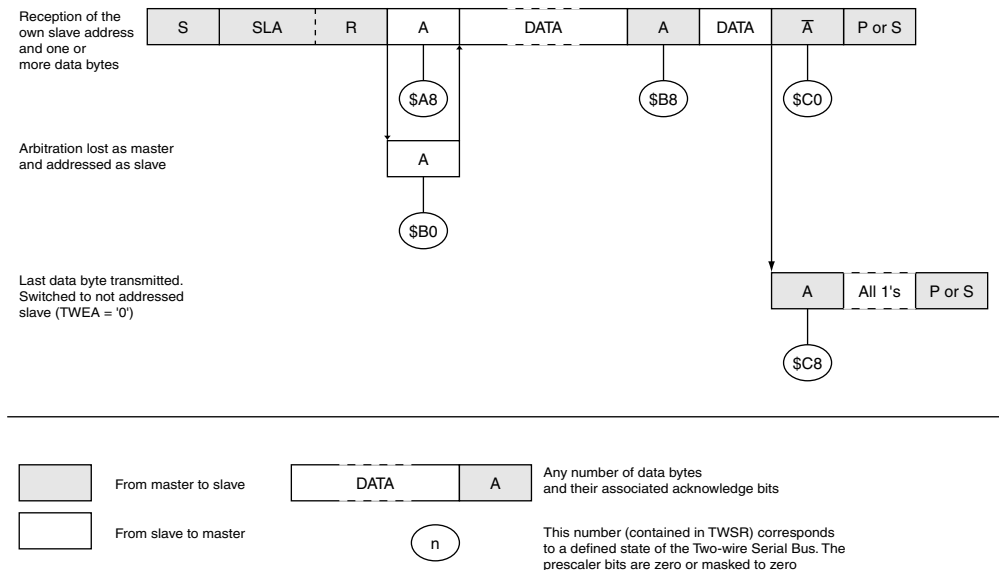 Reception of the
own slave address
and one or
more data bytes
S SLA R A DATA A DATA A̅ P or S
$A8 $B8 $C0
Arbitration lost as master
and addressed as slave
A
$B0
Last data byte transmitted.
Switched to not addressed
slave (TWEA = '0')
A All 1's P or S
$C8
From master to slave
DATA A
Any number of data bytes
and their associated acknowledge bits
From slave to master
n
This number (contained in TWSR) corresponds
to a defined state of the Two-wire Serial Bus. The
prescaler bits are zero or masked to zero